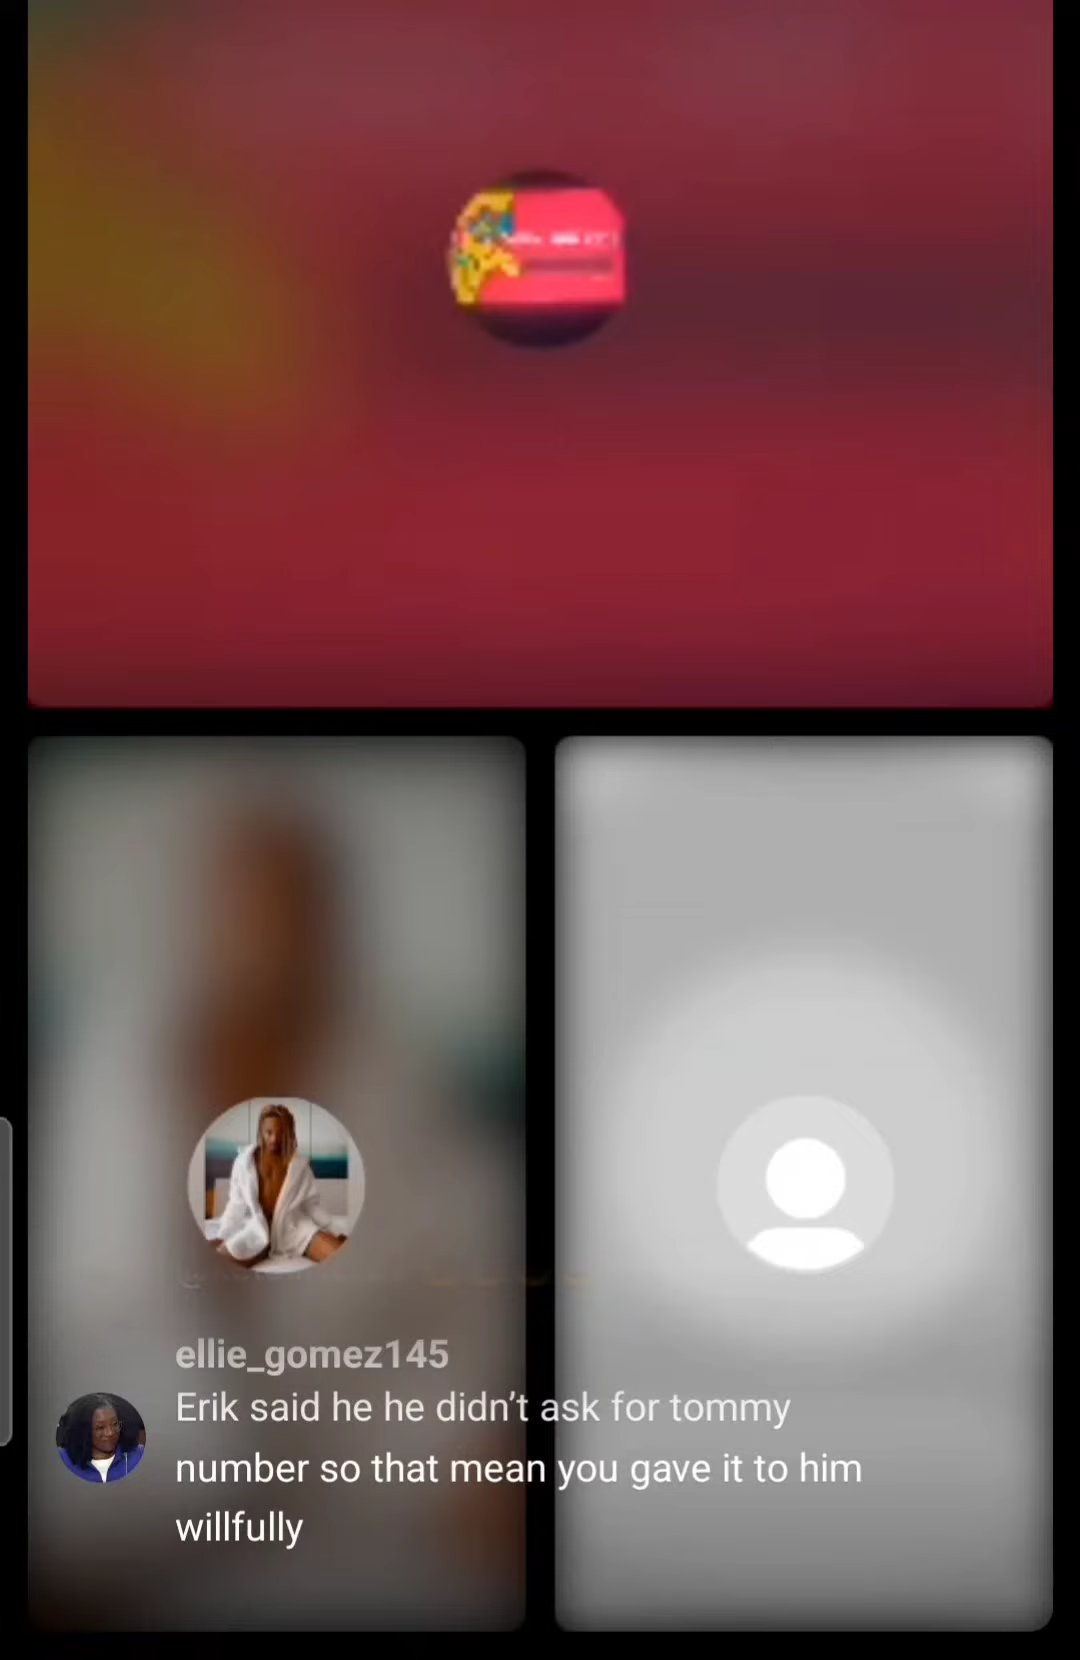 ellie_gomez145
Erik said he he didn’t ask for tommy
number so that mean you gave it to him
willfully